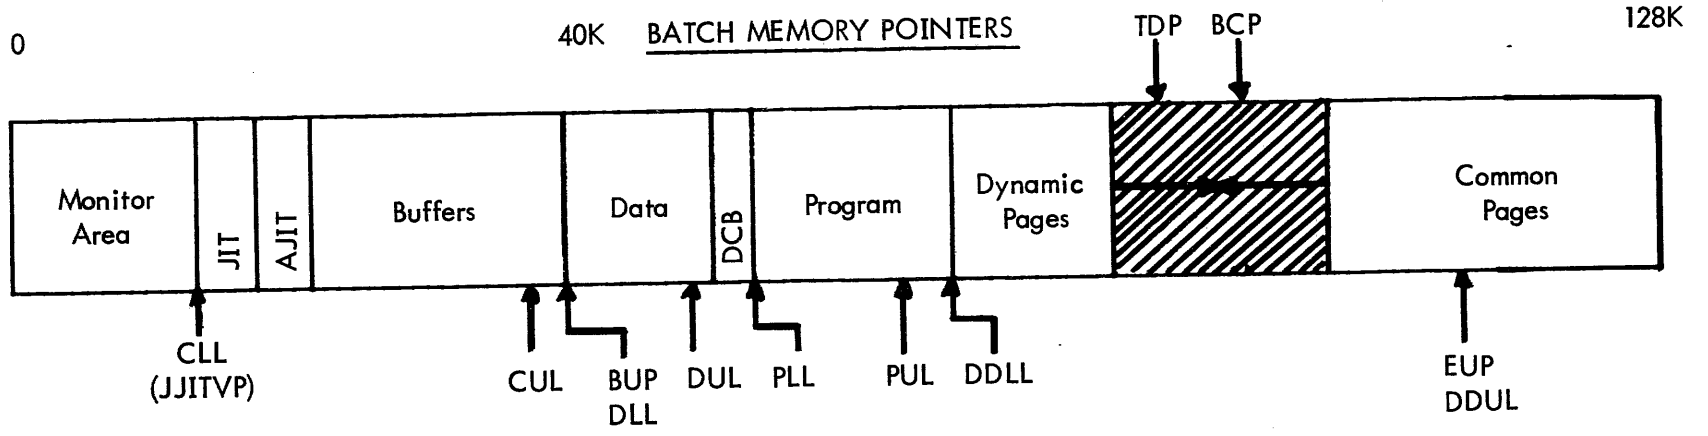 0
40K
BATCH MEMORY POINTERS
TDP
BCP
128K
Monitor
Area
JIT
AJIT
Buffers
Data
DCB
Program
Dynamic
Pages
Common
Pages
CLL
(JJITVP)
CUL
BUP
DLL
DUL
PLL
PUL
DDLL
EUP
DDUL